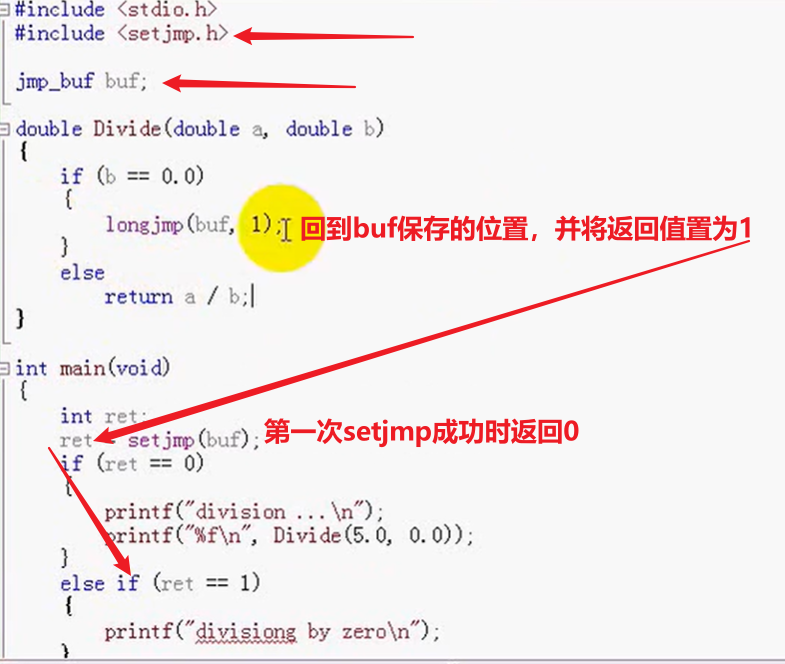 #include <stdio.h>
#include <setjmp.h>
jmp_buf buf;
double Divide(double a, double b)
{
if (b == 0.0)
{
longjmp(buf, 1); 回到buf保存的位置，并将返回值置为1
}
else
return a / b;
}
int main(void)
{
int ret;
ret = setjmp(buf); 第一次setjmp成功时返回0
if (ret == 0)
{
printf("division ...\n");
printf("%f\n", Divide(5.0, 0.0));
}
else if (ret == 1)
{
printf("divisiong by zero\n");
}